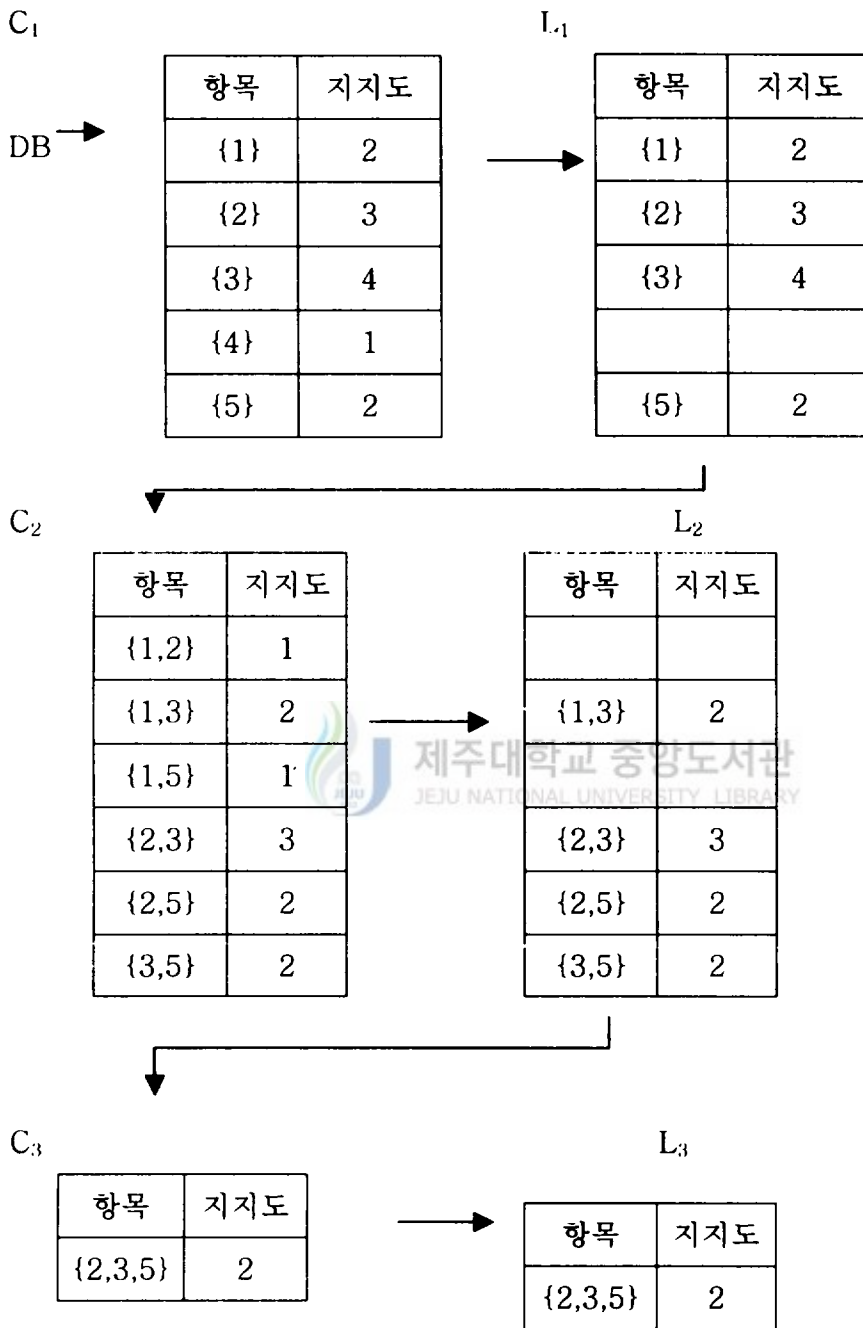 C₁ L₁
항목 지지도 항목 지지도
DB {1} 2 {1} 2
{2} 3 {2} 3
{3} 4 {3} 4
{4} 1
{5} 2 {5} 2
C₂ L₂
항목 지지도 항목 지지도
{1,2} 1
{1,3} 2 {1,3} 2
제주대학교 중앙도서관
{1,5} 1
JEJU NATIONAL UNIVERSITY LIBRARY
JEJU
{2,3} 3 {2,3} 3
{2,5} 2 {2,5} 2
{3,5} 2 {3,5} 2
C₃ L₃
항목 지지도 항목 지지도
{2,3,5} 2 {2,3,5} 2